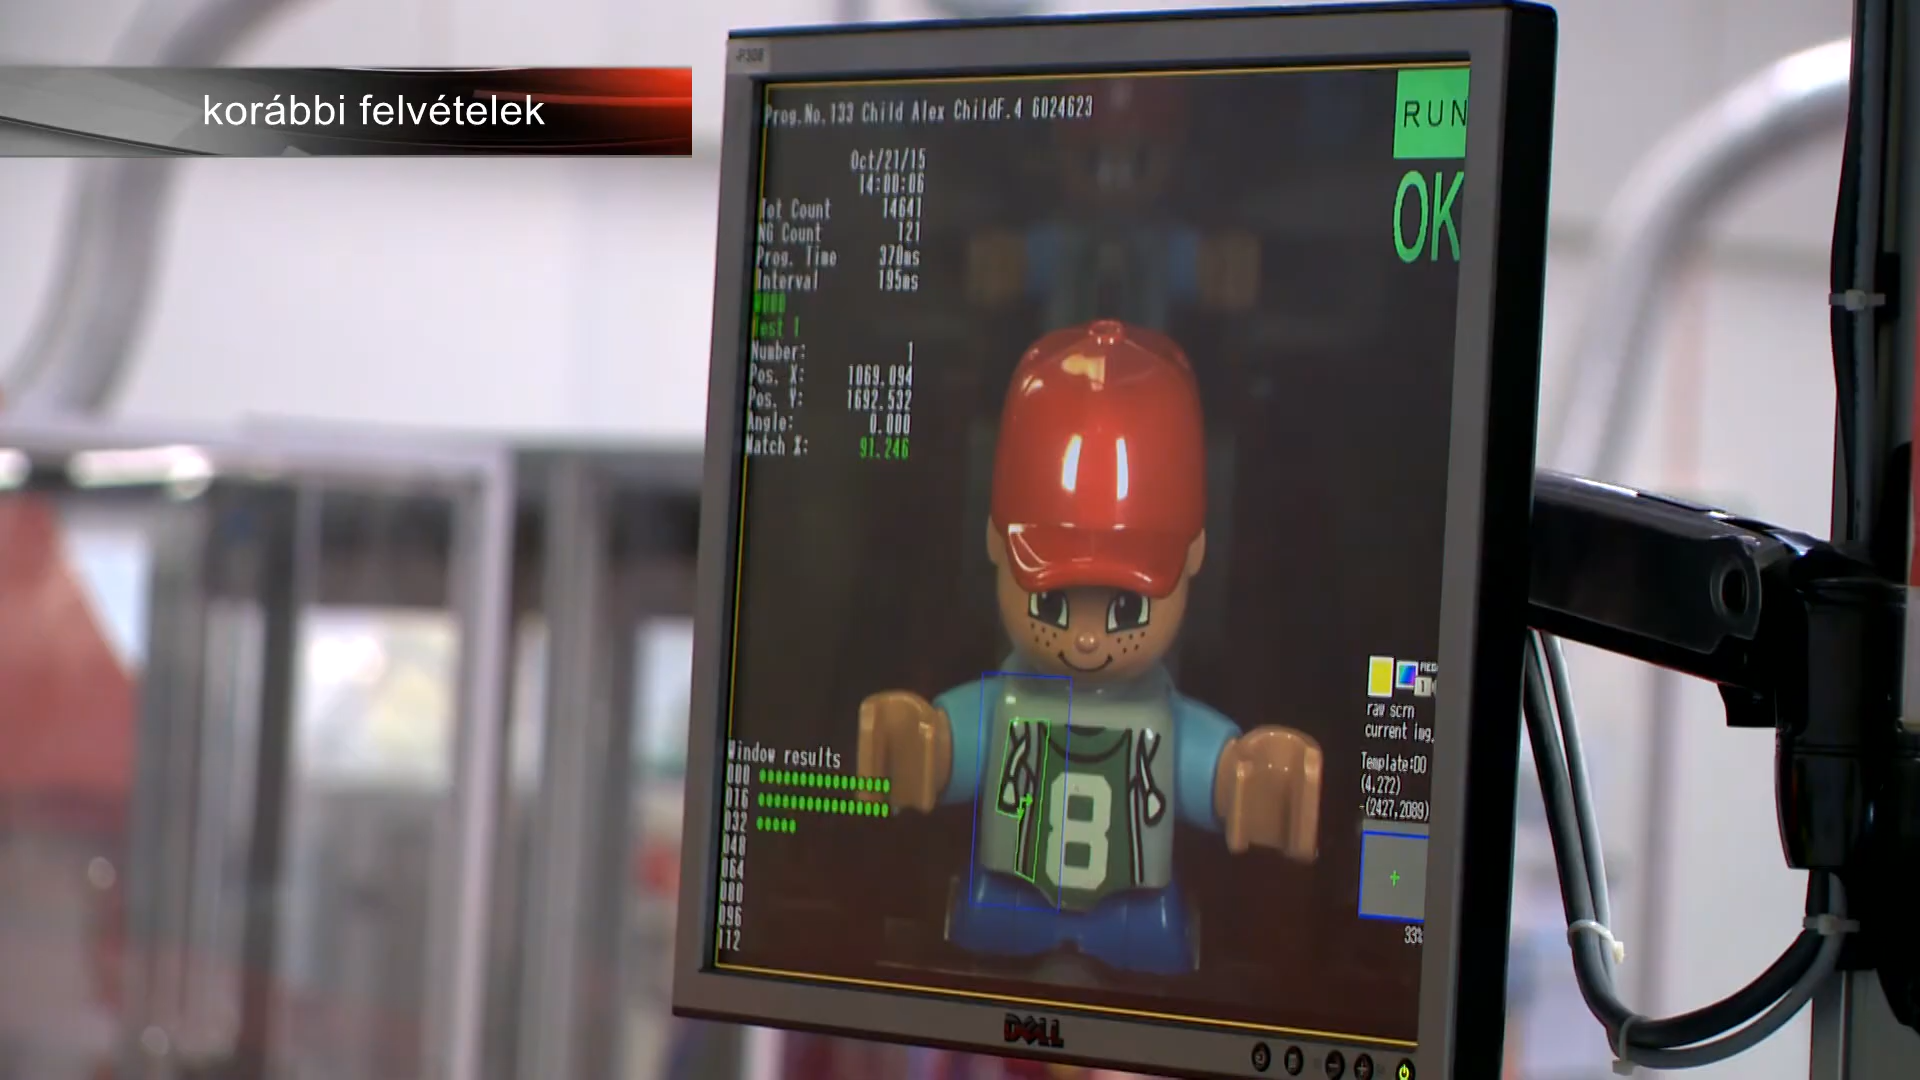 korábbi felvételek
-P308
Prog.No.133 Child Alex ChildF.4 6024623
RUN
OK
Oct/21/15
14:00:06
Tot Count 14641
NG Count 121
Prog. Time 370ms
Interval 195ms
Test 1
Number: 1
Pos. X: 1069.094
Pos. Y: 1692.532
Angle: 0.000
Match %: 91.246
8
raw scrn
current img.
Template:00
(4,272)
-(2427,2089)
33%
Window results
000
016
032
048
064
080
096
112
DELL